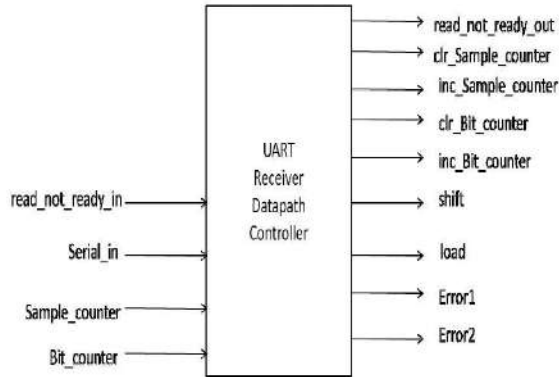 read_not_ready_out
clr_Sample_counter
inc_Sample_counter
clr_Bit_counter
inc_Bit_counter
shift
load
Error1
Error2
UART
Receiver
Datapath
Controller
read_not_ready_in
Serial_in
Sample_counter
Bit_counter